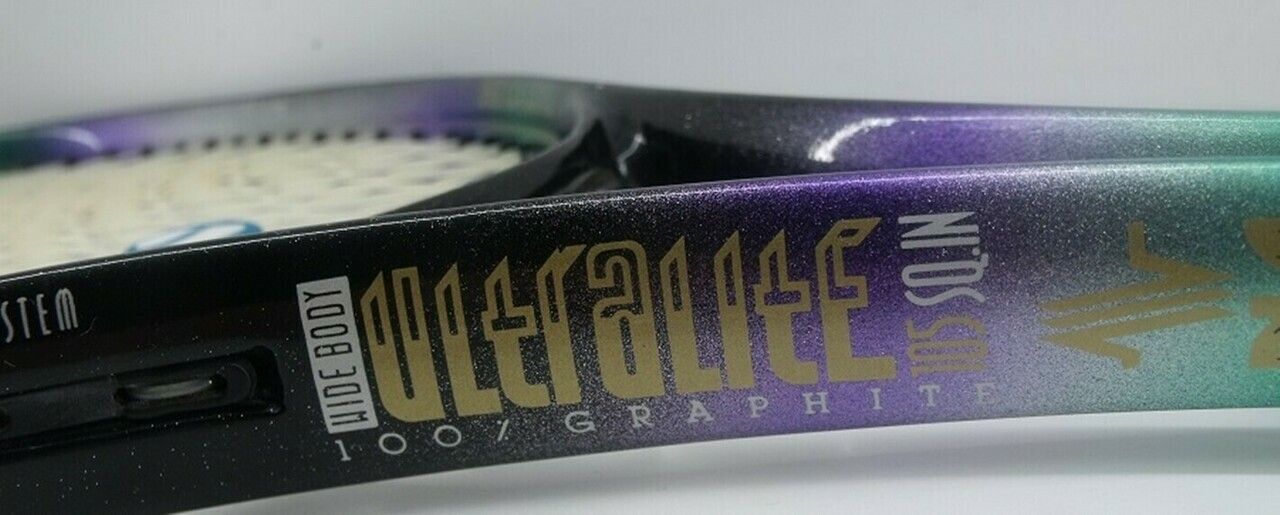 STEM
WIDE BODY
ULTRALITE
105 SQ.IN
100% GRAPHITE